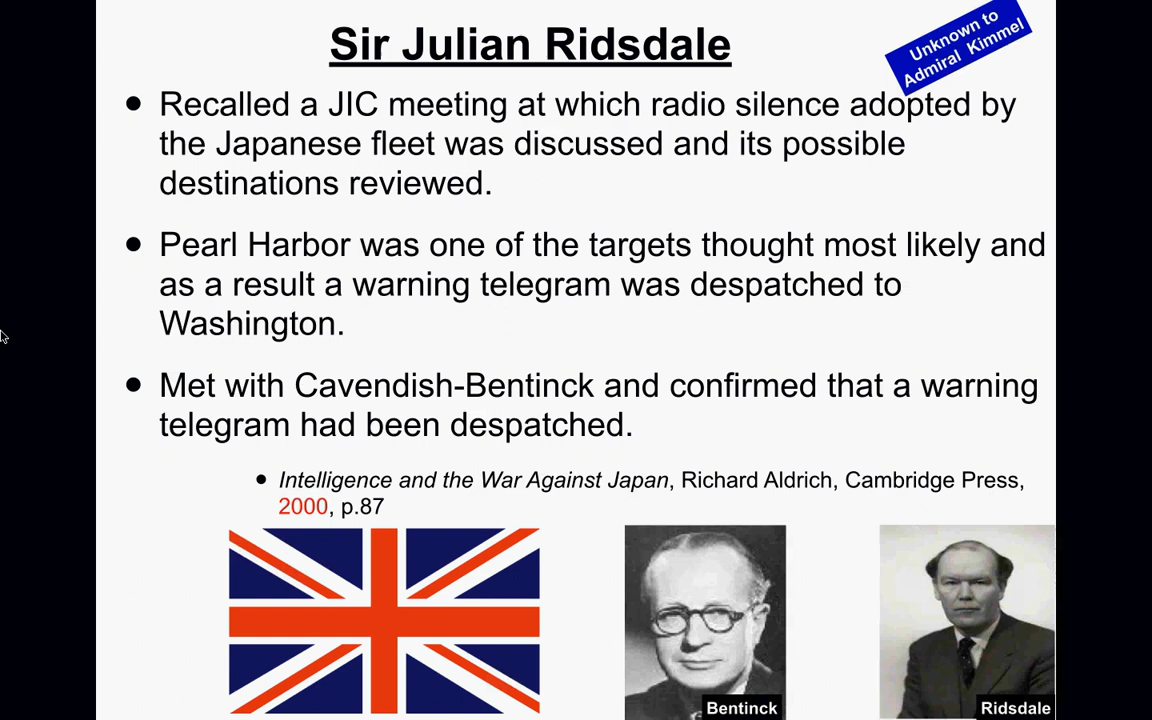 Sir Julian Ridsdale
Unknown to
Admiral Kimmel
• Recalled a JIC meeting at which radio silence adopted by
the Japanese fleet was discussed and its possible
destinations reviewed.
• Pearl Harbor was one of the targets thought most likely and
as a result a warning telegram was despatched to
Washington.
• Met with Cavendish-Bentinck and confirmed that a warning
telegram had been despatched.
• Intelligence and the War Against Japan, Richard Aldrich, Cambridge Press,
2000, p.87
Bentinck
Ridsdale